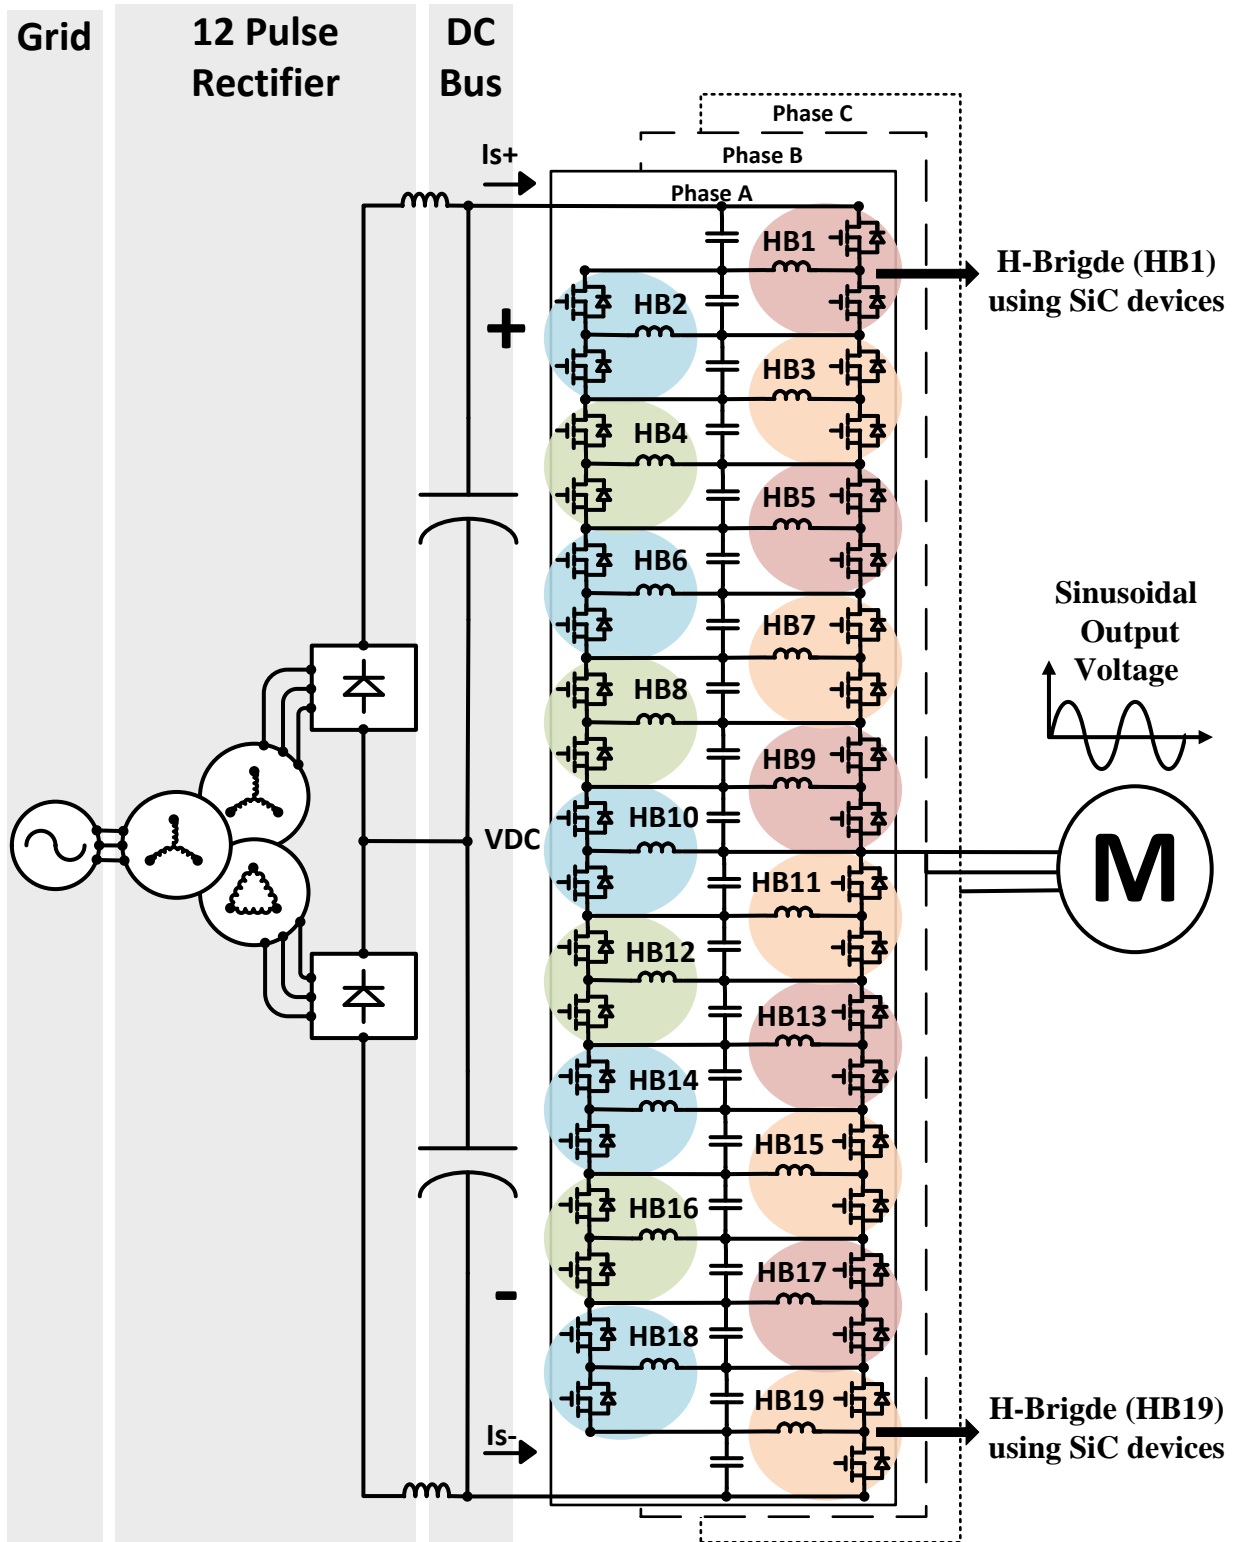 Grid
12 Pulse
Rectifier
DC
Bus
Phase C
Phase B
Phase A
Is+
HB1
H-Brigde (HB1)
using SiC devices
HB2
+
HB3
HB4
HB5
HB6
HB7
Sinusoidal
Output
Voltage
HB8
HB9
HB10
VDC
M
HB11
HB12
HB13
HB14
HB15
HB16
HB17
-
HB18
HB19
H-Brigde (HB19)
using SiC devices
Is-